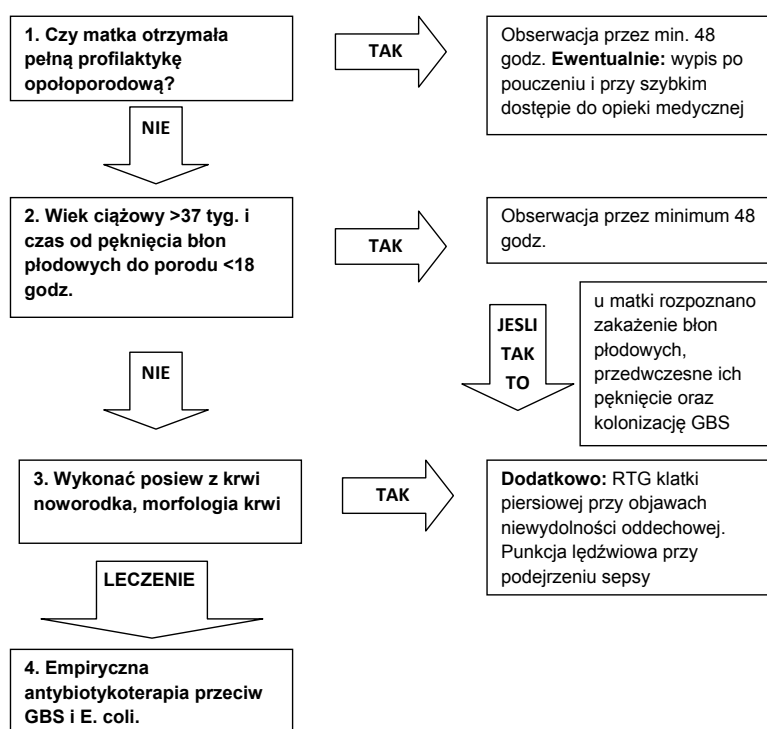 1. Czy matka otrzymała
pełną profilaktykę
opołoporodową?
TAK
Obserwacja przez min. 48
godz. Ewentualnie: wypis po
pouczeniu i przy szybkim
dostępie do opieki medycznej
NIE
2. Wiek ciążowy >37 tyg. i
czas od pęknięcia błon
płodowych do porodu <18
godz.
TAK
Obserwacja przez minimum 48
godz.
NIE
JESLI
TAK
TO
u matki rozpoznano
zakażenie błon
płodowych,
przedwczesne ich
pęknięcie oraz
kolonizację GBS
3. Wykonać posiew z krwi
noworodka, morfologia krwi
TAK
Dodatkowo: RTG klatki
piersiowej przy objawach
niewydolności oddechowej.
Punkcja lędźwiowa przy
podejrzeniu sepsy
LECZENIE
4. Empiryczna
antybiotykoterapia przeciw
GBS i E. coli.